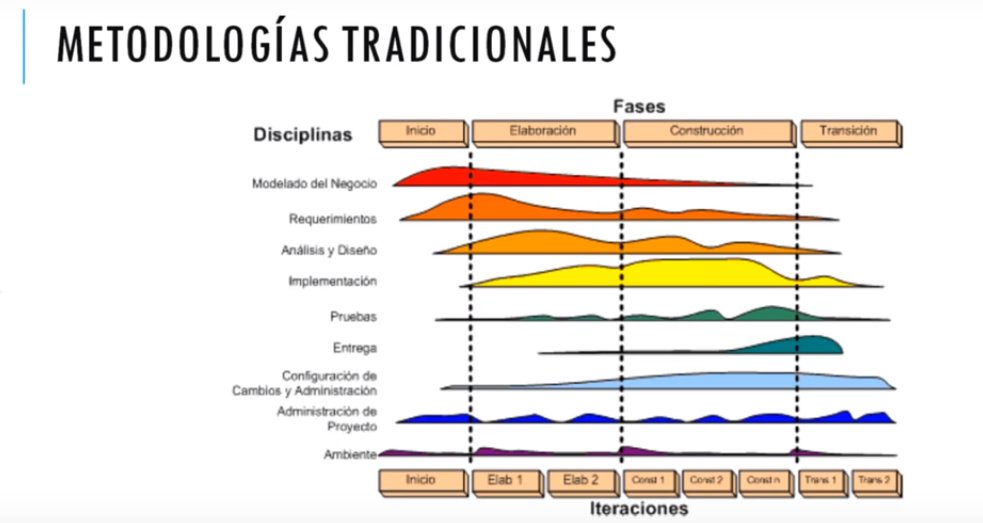 METODOLOGÍAS TRADICIONALES
Fases
Disciplinas
Inicio
Elaboración
Construcción
Transición
Modelado del Negocio
Requerimientos
Análisis y Diseño
Implementación
Pruebas
Entrega
Configuración de
Cambios y Administración
Administración de
Proyecto
Ambiente
Inicio
Elab 1
Elab 2
Const 1
Const 2
Const n
Trans 1
Trans 2
Iteraciones